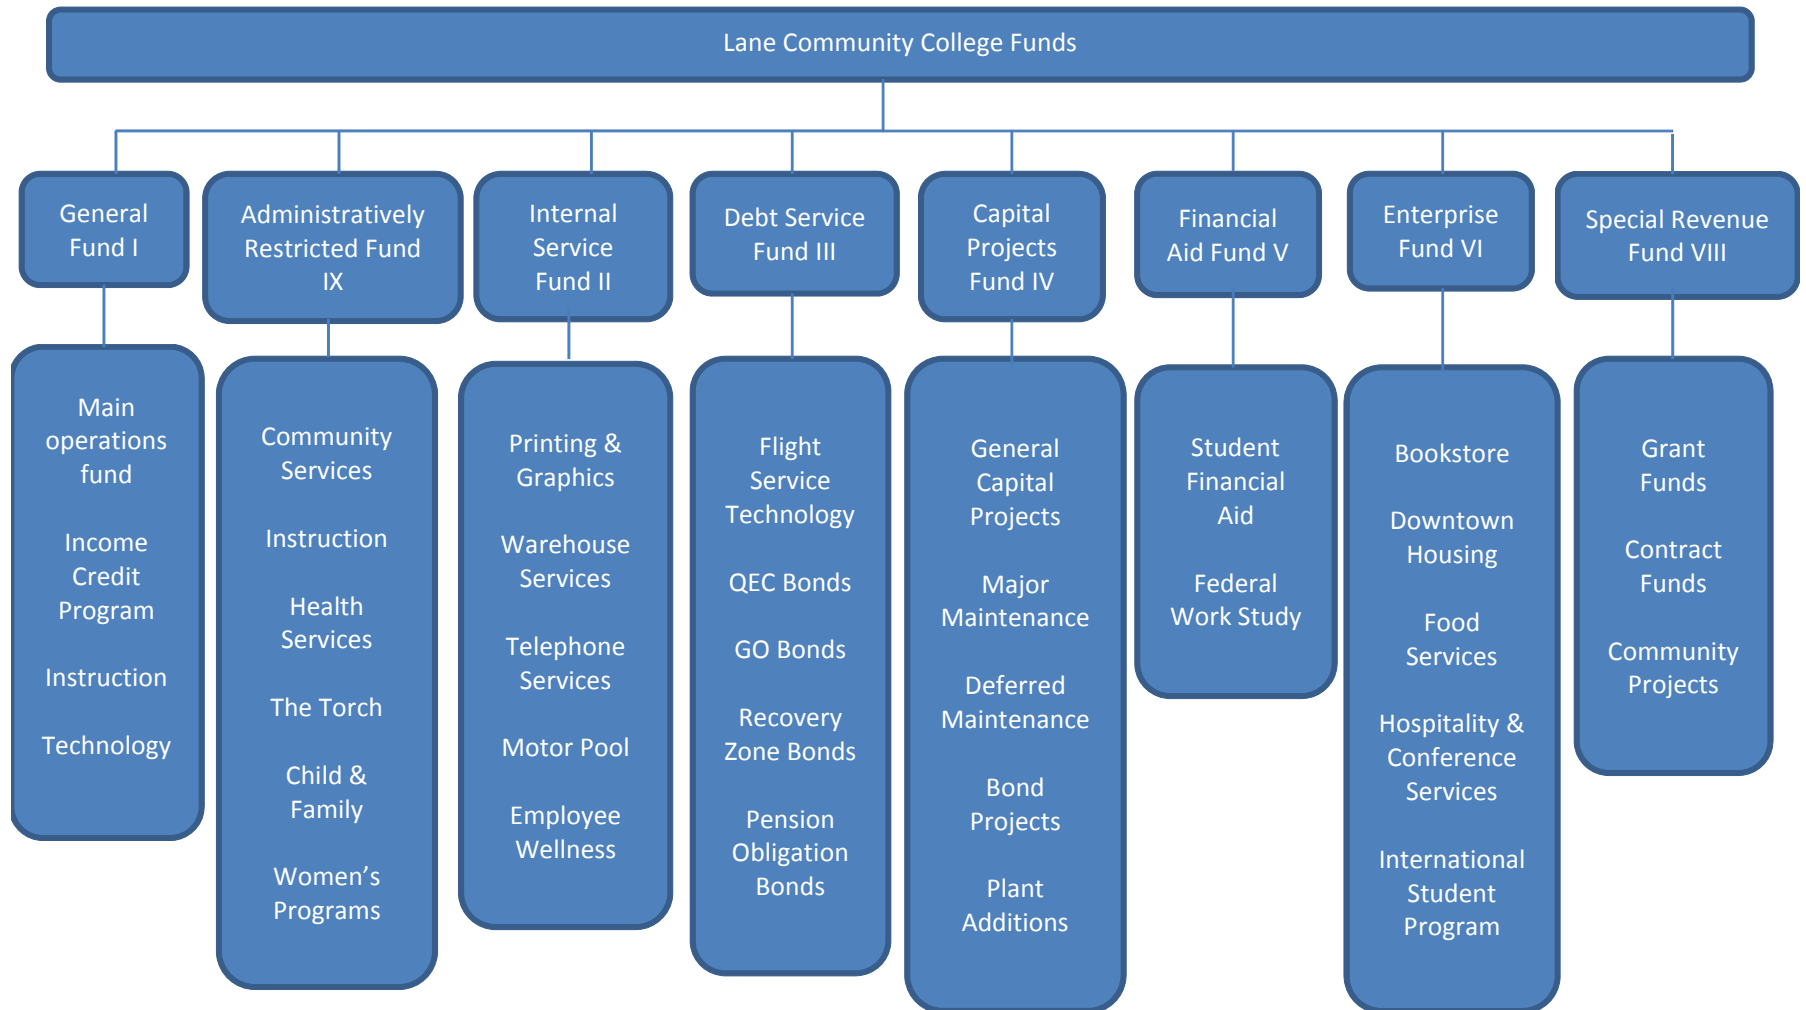 Lane Community College Funds
General
Fund I
Administratively
Restricted Fund
IX
Internal
Service
Fund II
Debt Service
Fund III
Capital
Projects
Fund IV
Financial
Aid Fund V
Enterprise
Fund VI
Special Revenue
Fund VIII
Main
operations
fund
Income
Credit
Program
Instruction
Technology
Community
Services
Instruction
Health
Services
The Torch
Child &
Family
Women’s
Programs
Printing &
Graphics
Warehouse
Services
Telephone
Services
Motor Pool
Employee
Wellness
Flight
Service
Technology
QEC Bonds
GO Bonds
Recovery
Zone Bonds
Pension
Obligation
Bonds
General
Capital
Projects
Major
Maintenance
Deferred
Maintenance
Bond
Projects
Plant
Additions
Student
Financial
Aid
Federal
Work Study
Bookstore
Downtown
Housing
Food
Services
Hospitality &
Conference
Services
International
Student
Program
Grant
Funds
Contract
Funds
Community
Projects